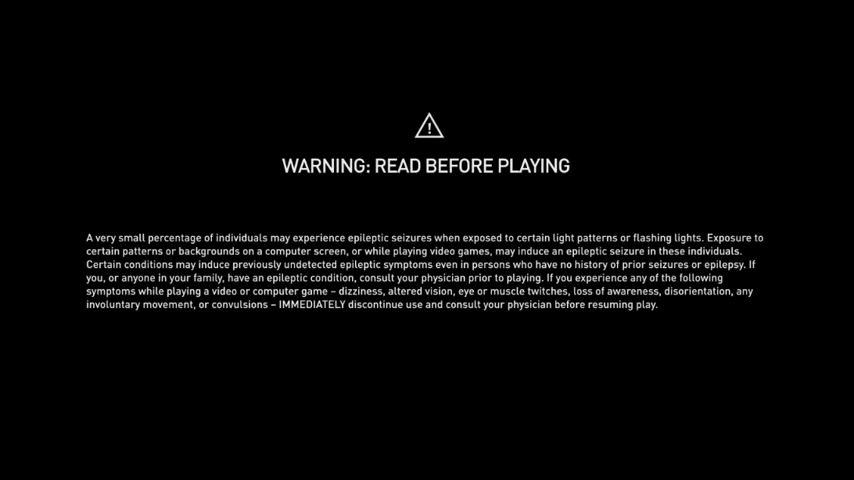 WARNING: READ BEFORE PLAYING
A very small percentage of individuals may experience epileptic seizures when exposed to certain light patterns or flashing lights. Exposure to
certain patterns or backgrounds on a computer screen, or while playing video games, may induce an epileptic seizure in these individuals.
Certain conditions may induce previously undetected epileptic symptoms even in persons who have no history of prior seizures or epilepsy. If
you, or anyone in your family, have an epileptic condition, consult your physician prior to playing. If you experience any of the following
symptoms while playing a video or computer game – dizziness, altered vision, eye or muscle twitches, loss of awareness, disorientation, any
involuntary movement, or convulsions – IMMEDIATELY discontinue use and consult your physician before resuming play.